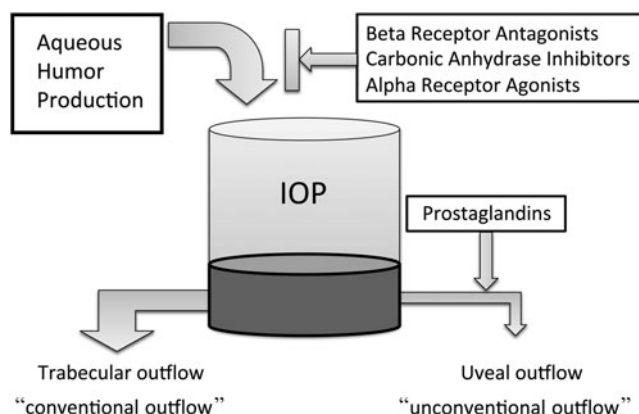 Aqueous
Humor
Production
Beta Receptor Antagonists
Carbonic Anhydrase Inhibitors
Alpha Receptor Agonists
IOP
Prostaglandins
Trabecular outflow
“conventional outflow”
Uveal outflow
“unconventional outflow”